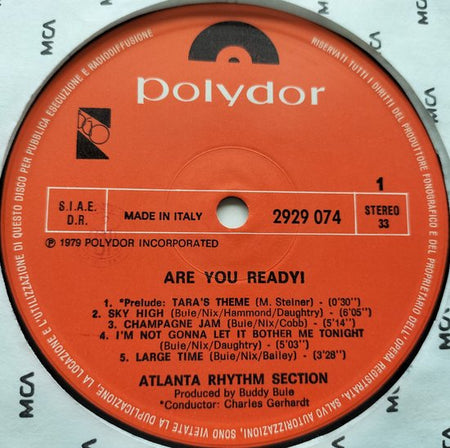 MCA
MCA
MCA
MCA
MCA
MCA
polydor
RISERVATI TUTTI I DIRITTI DEL PRODUTTORE FONOGRAFICO E DEL PROPRIETARIO DELL'OPERA REGISTRATA. SALVO AUTORIZZAZIONI, SONO VIETATE LA DUPLICAZIONE, LA LOCAZIONE E L'UTILIZZAZIONE DI QUESTO DISCO PER PUBBLICA ESECUZIONE E RADIODIFFUSIONE
S.I.A.E.
D.R.
MADE IN ITALY
2929 074
1
STEREO
33
℗ 1979 POLYDOR INCORPORATED
ARE YOU READY!
1. *Prelude: TARA'S THEME (M. Steiner) - (0'30'')
2. SKY HIGH (Buie/Nix/Hammond/Daughtry) - (6'05'')
3. CHAMPAGNE JAM (Buie/Nix/Cobb) - (5'14'')
4. I'M NOT GONNA LET IT BOTHER ME TONIGHT
(Buie/Nix/Daughtry) - (5'03'')
5. LARGE TIME (Buie/Nix/Bailey) - (3'28'')
ATLANTA RHYTHM SECTION
Produced by Buddy Buie
*Conductor: Charles Gerhardt